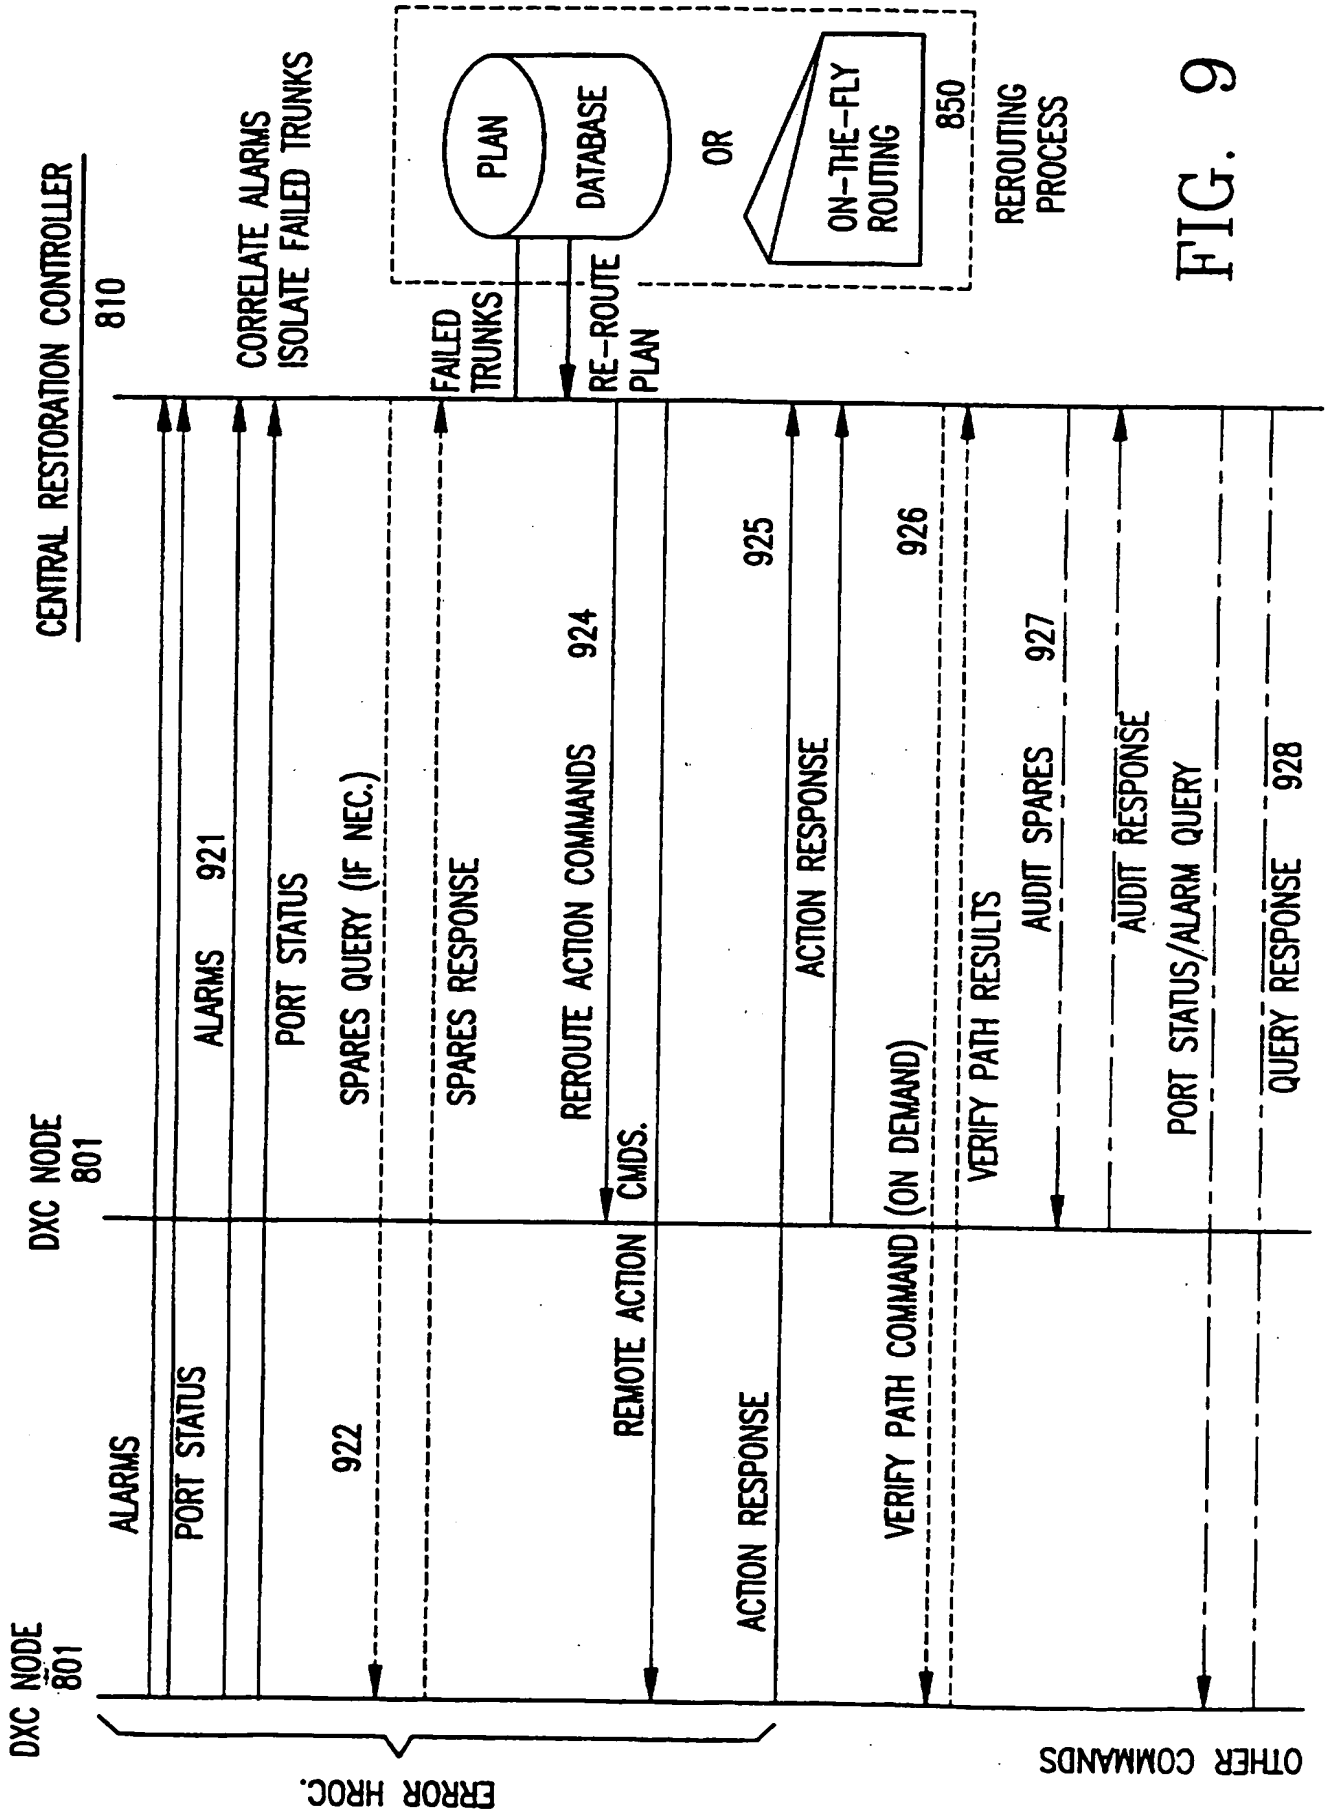 DXC NODE
801
DXC NODE
801
CENTRAL RESTORATION CONTROLLER
810
ALARMS
PORT STATUS
ALARMS 921
PORT STATUS
CORRELATE ALARMS
ISOLATE FAILED TRUNKS
922
SPARES QUERY (IF NEC.)
SPARES RESPONSE
FAILED
TRUNKS
RE-ROUTE
PLAN
PLAN
DATABASE
OR
ON-THE-FLY
ROUTING
850
REROUTING
PROCESS
REROUTE ACTION COMMANDS 924
REMOTE ACTION CMDS.
ACTION RESPONSE
925
ACTION RESPONSE
VERIFY PATH COMMAND (ON DEMAND)
926
VERIFY PATH RESULTS
AUDIT SPARES 927
AUDIT RESPONSE
PORT STATUS/ALARM QUERY
QUERY RESPONSE 928
ERROR HROC.
OTHER COMMANDS
FIG. 9